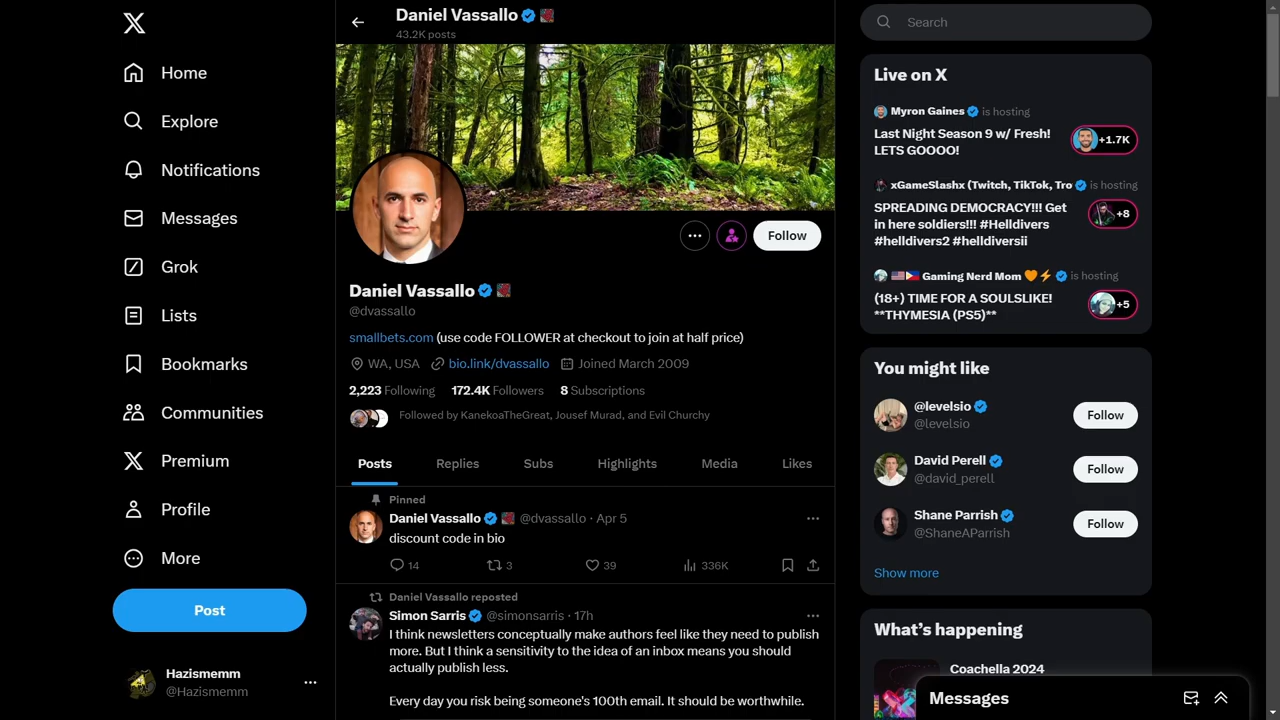 Home
Explore
Notifications
Messages
Grok
Lists
Bookmarks
Communities
Premium
Profile
More
Post
Hazismemm
@Hazismemm
Daniel Vassallo
43.2K posts
Follow
Daniel Vassallo
@dvassallo
smallbets.com (use code FOLLOWER at checkout to join at half price)
WA, USA bio.link/dvassallo Joined March 2009
2,223 Following 172.4K Followers 8 Subscriptions
Followed by KanekoaTheGreat, Jousef Murad, and Evil Churchy
Posts Replies Subs Highlights Media Likes
Pinned
Daniel Vassallo @dvassallo · Apr 5
discount code in bio
14 3 39 336K
Daniel Vassallo reposted
Simon Sarris @simonsarris · 17h
I think newsletters conceptually make authors feel like they need to publish
more. But I think a sensitivity to the idea of an inbox means you should
actually publish less.
Every day you risk being someone's 100th email. It should be worthwhile.
Search
Live on X
Myron Gaines is hosting
Last Night Season 9 w/ Fresh!
LETS GOOOO!
+1.7K
xGameSlashx (Twitch, TikTok, Tro is hosting
SPREADING DEMOCRACY!!! Get
in here soldiers!!! #Helldivers
#helldivers2 #helldiversii
+8
Gaming Nerd Mom 🧡⚡ is hosting
(18+) TIME FOR A SOULSLIKE!
**THYMESIA (PS5)**
+5
You might like
@levelsio
@levelsio
Follow
David Perell
@david_perell
Follow
Shane Parrish
@ShaneAParrish
Follow
Show more
What's happening
Coachella 2024
Messages